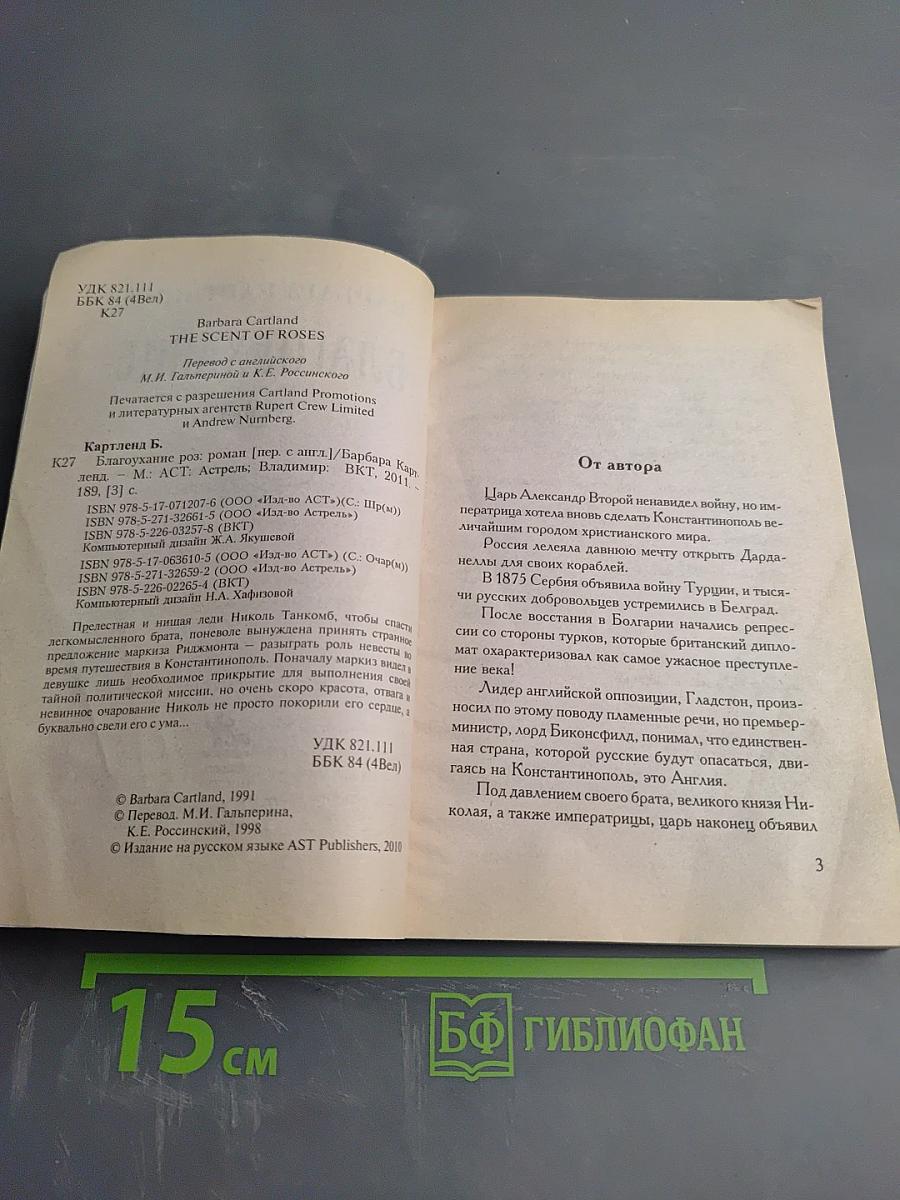 УДК 821.111
ББК 84 (4Вел)
К27
Barbara Cartland
THE SCENT OF ROSES
Перевод с английского
М.И. Гальпериной и К.Е. Россинского
Печатается с разрешения Cartland Promotions
и литературных агентств Rupert Crew Limited
и Andrew Nurnberg.
Картленд Б.
К27 Благоухание роз: роман [пер. с англ.]/Барбара Карт-
ленд. – М.: АСТ: Астрель; Владимир: ВКТ, 2011. –
189, [3] с.
ISBN 978-5-17-071207-6 (ООО «Изд-во АСТ»)(С.: Шр(м))
ISBN 978-5-271-32661-5 (ООО «Изд-во Астрель»)
ISBN 978-5-226-03257-8 (ВКТ)
Компьютерный дизайн Ж.А. Якушевой
ISBN 978-5-17-063610-5 (ООО «Изд-во АСТ») (С.: Очар(м))
ISBN 978-5-271-32659-2 (ООО «Изд-во Астрель»)
ISBN 978-5-226-02265-4 (ВКТ)
Компьютерный дизайн Н.А. Хафизовой
Прелестная и нищая леди Николь Танкомб, чтобы спасти
легкомысленного брата, поневоле вынуждена принять странное
предложение маркиза Риджмонта – разыграть роль невесты во
время путешествия в Константинополь. Поначалу маркиз видел в
девушке лишь необходимое прикрытие для выполнения своей
тайной политической миссии, но очень скоро красота, отвага и
невинное очарование Николь не просто покорили его сердце, а
буквально свели его с ума...
УДК 821.111
ББК 84 (4Вел)
© Barbara Cartland, 1991
© Перевод. М.И. Гальперина,
К.Е. Россинский, 1998
© Издание на русском языке AST Publishers, 2010
От автора
Царь Александр Второй ненавидел войну, но им-
ператрица хотела вновь сделать Константинополь ве-
личайшим городом христианского мира.
Россия лелеяла давнюю мечту открыть Дарда-
неллы для своих кораблей.
В 1875 Сербия объявила войну Турции, и тыся-
чи русских добровольцев устремились в Белград.
После восстания в Болгарии начались репрес-
сии со стороны турков, которые британский дипло-
мат охарактеризовал как самое ужасное преступле-
ние века!
Лидер английской оппозиции, Гладстон, произ-
носил по этому поводу пламенные речи, но премьер-
министр, лорд Биконсфилд, понимал, что единствен-
ная страна, которой русские будут опасаться, дви-
гаясь на Константинополь, это Англия.
Под давлением своего брата, великого князя Ни-
колая, а также императрицы, царь наконец объявил
3
15 см
БФ ГИБЛИОФАН